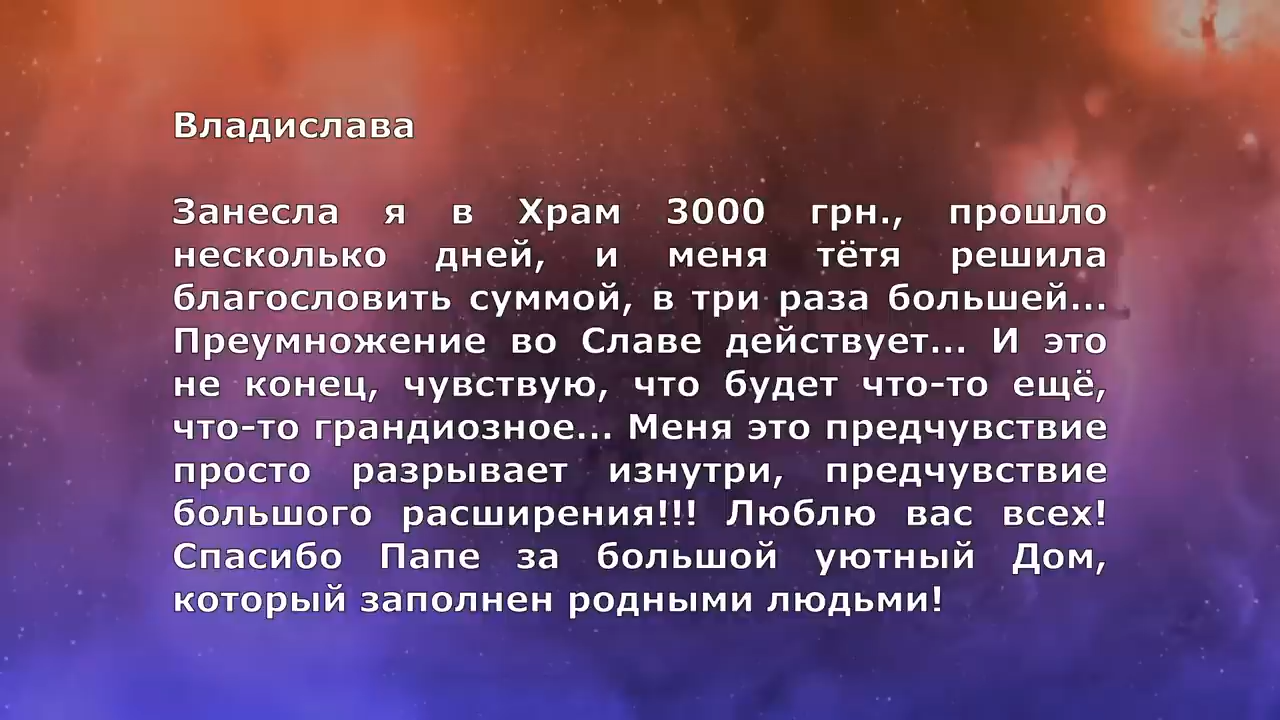 Владислава
Занесла я в Храм 3000 грн., прошло
несколько дней, и меня тётя решила
благословить суммой, в три раза большей...
Преумножение во Славе действует... И это
не конец, чувствую, что будет что-то ещё,
что-то грандиозное... Меня это предчувствие
просто разрывает изнутри, предчувствие
большого расширения!!! Люблю вас всех!
Спасибо Папе за большой уютный Дом,
который заполнен родными людьми!